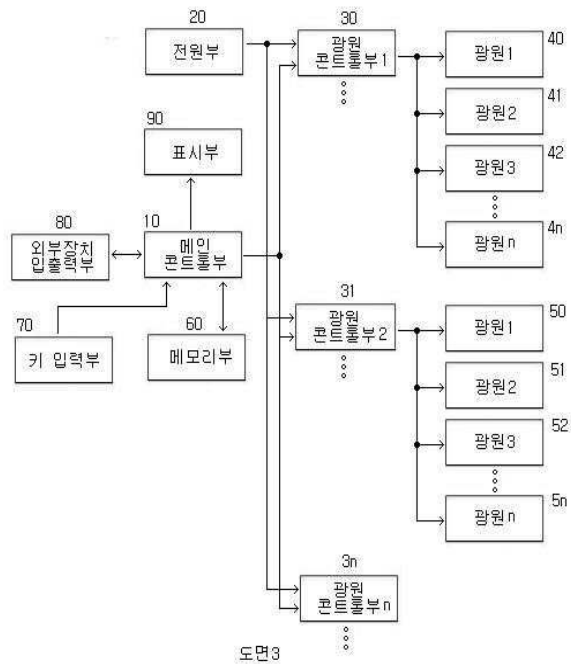 20
전원부
30
광원
콘트롤부1
40
광원1
41
광원2
42
광원3
4n
광원n
90
표시부
10
메인
콘트롤부
80
외부장치
입출력부
70
키 입력부
60
메모리부
31
광원
콘트롤부2
50
광원1
51
광원2
52
광원3
5n
광원n
3n
광원
콘트롤부n
도면3